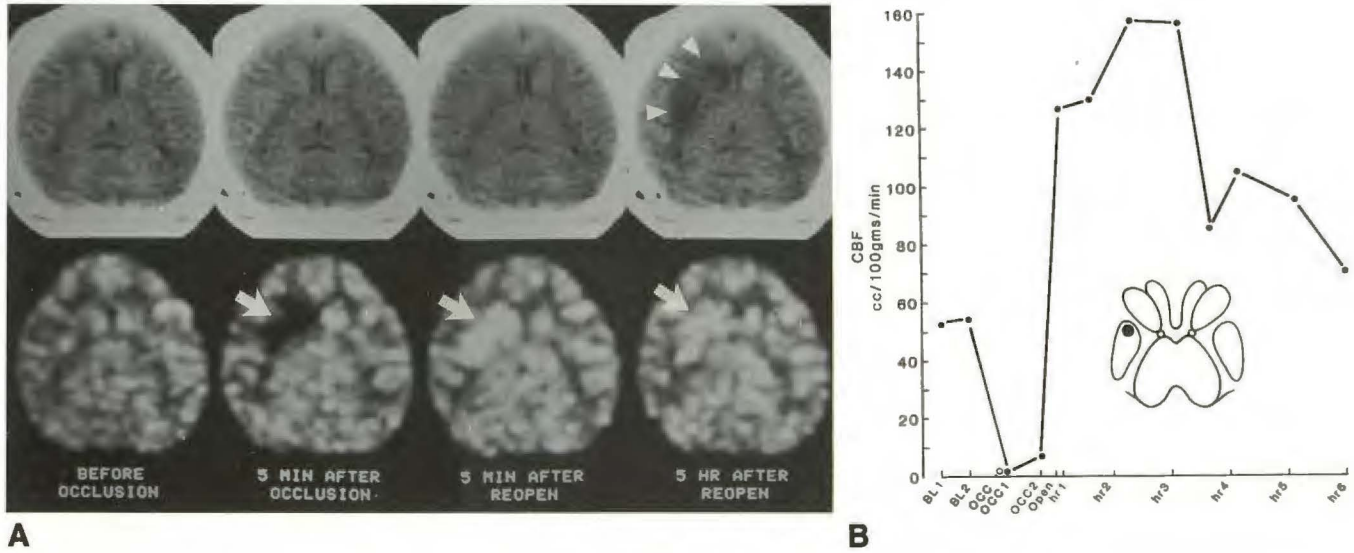 BEFORE
OCCLUSION
5 MIN AFTER
OCCLUSION
5 MIN AFTER
REOPEN
5 HR AFTER
REOPEN
A
160
140
120
100
80
60
40
20
0
CBF
cc/100gms/min
BL1
BL2
OCC
OCC1
OCC2
Open
hr1
hr2
hr3
hr4
hr5
hr6
B